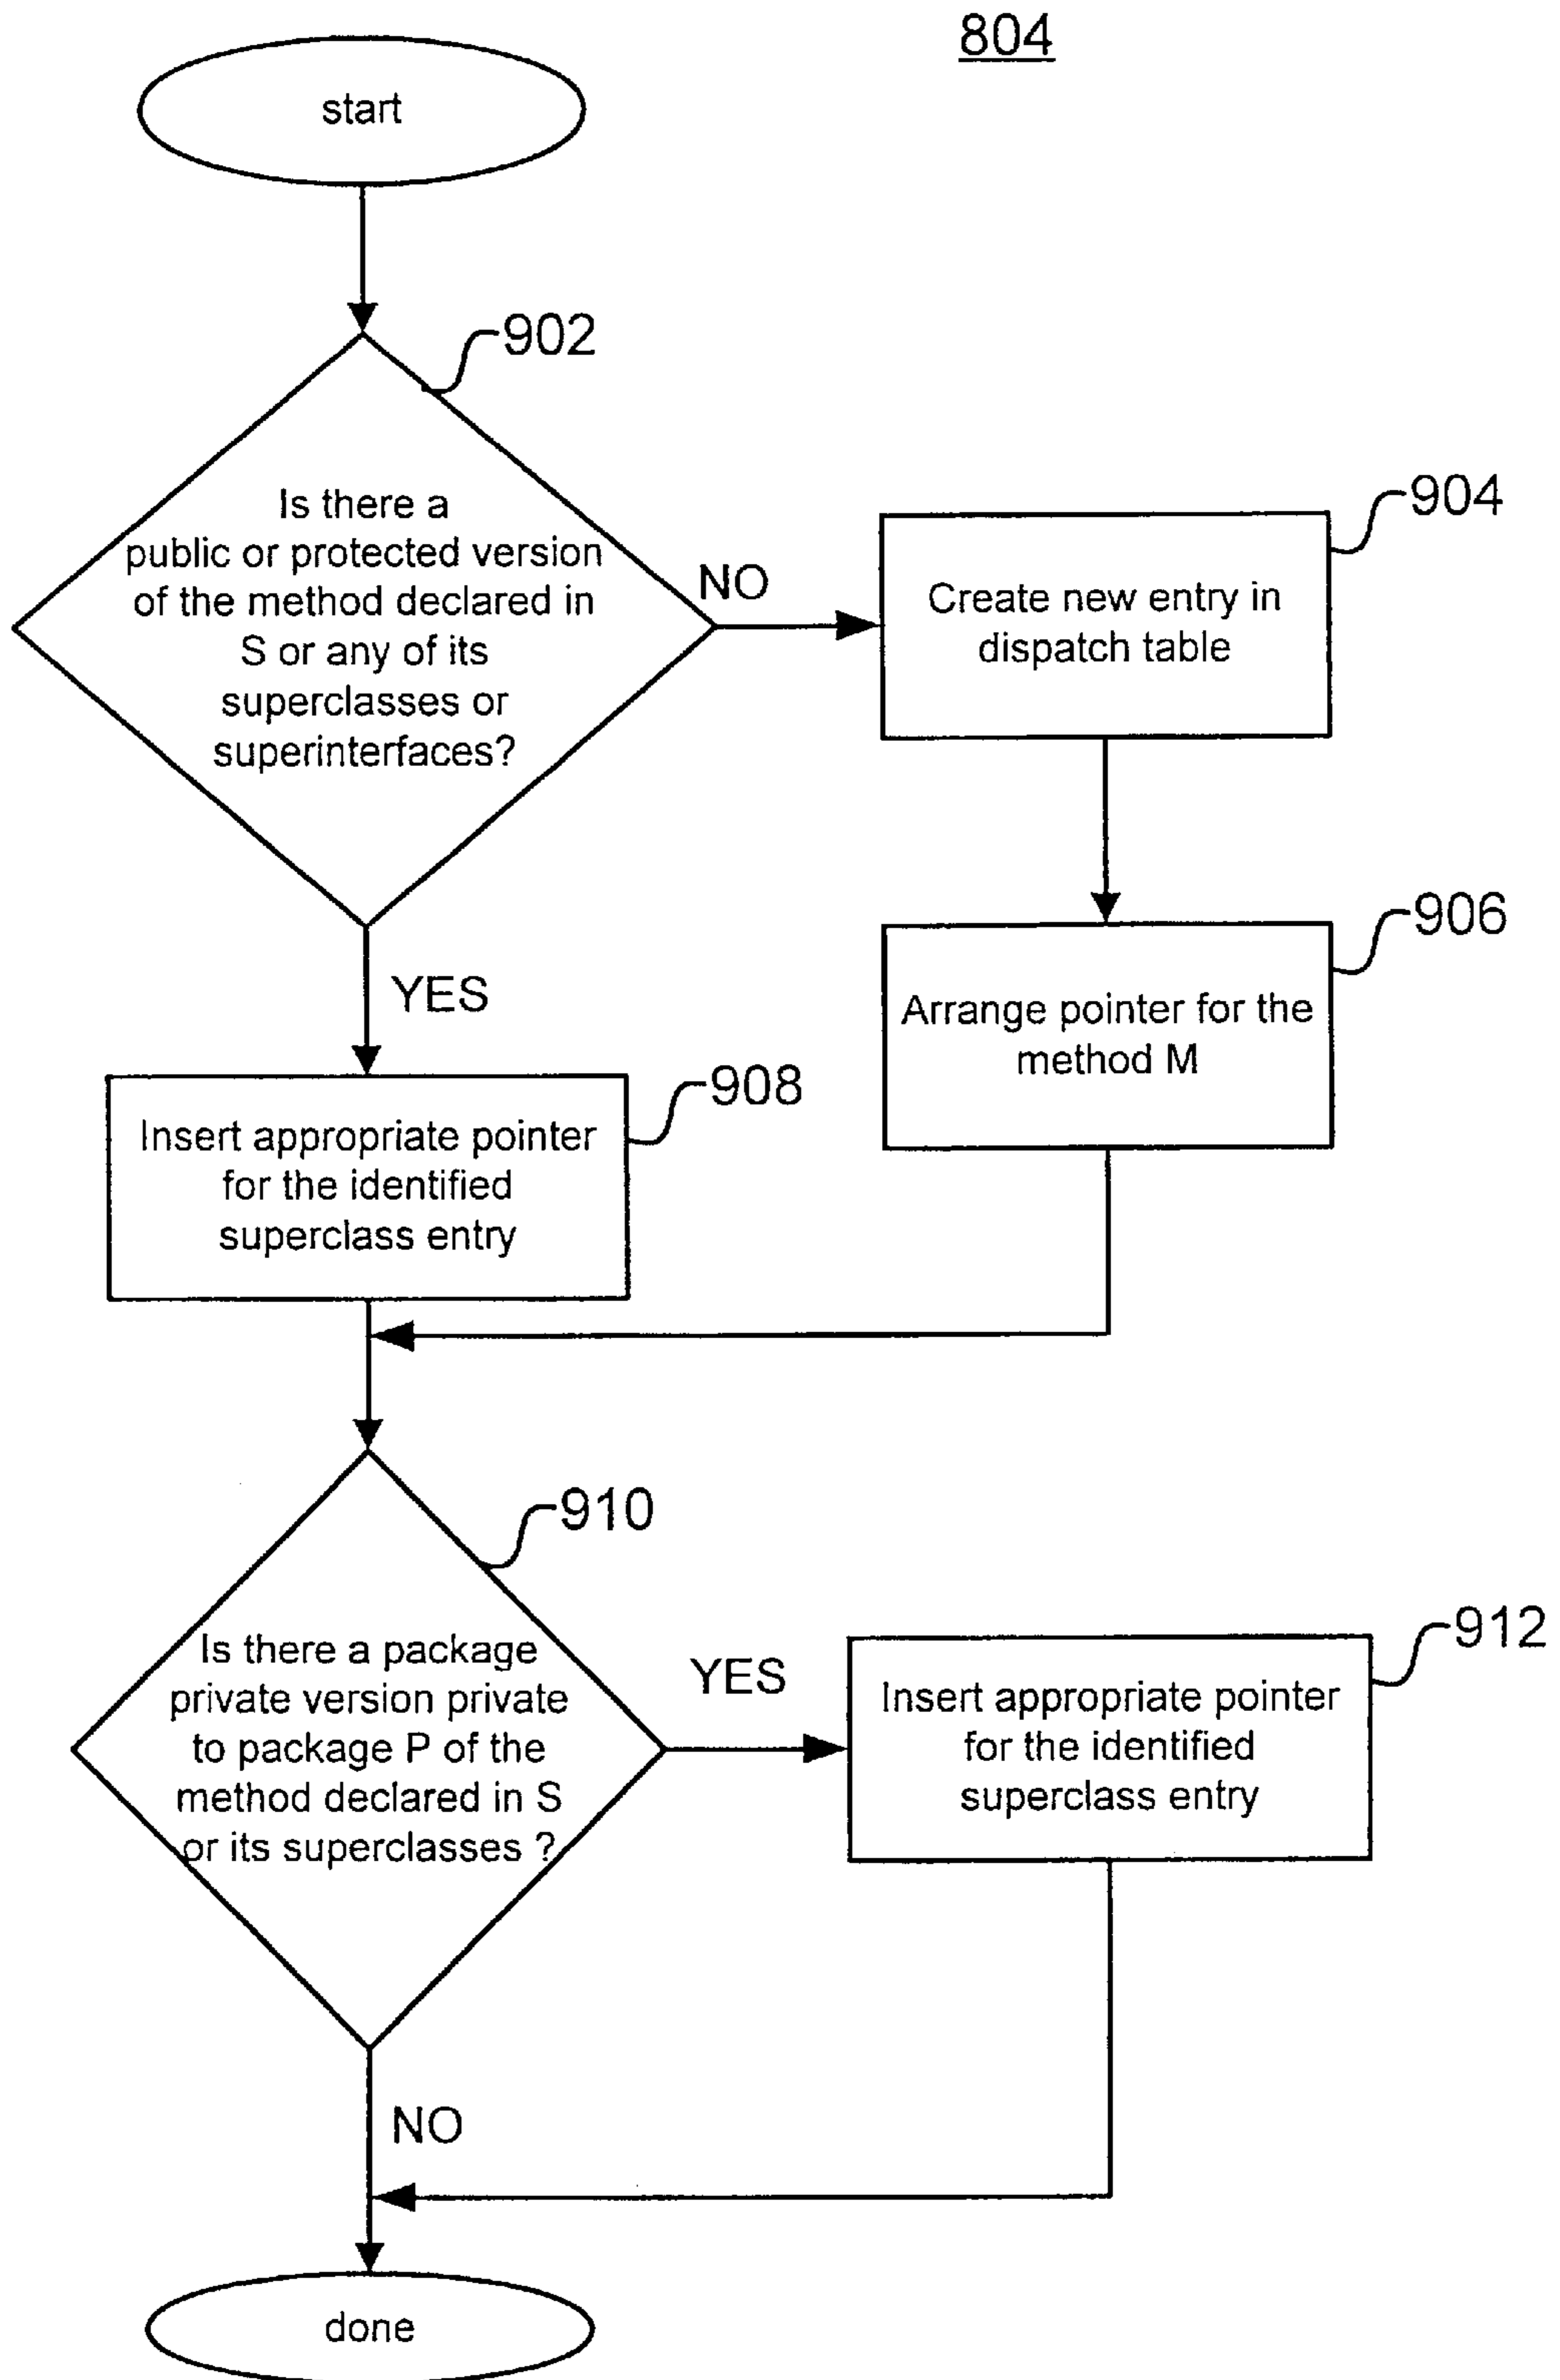 804
start
902
Is there a
public or protected version
of the method declared in
S or any of its
superclasses or
superinterfaces?
NO
904
Create new entry in
dispatch table
906
Arrange pointer for the
method M
YES
908
Insert appropriate pointer
for the identified
superclass entry
910
Is there a package
private version private
to package P of the
method declared in S
or its superclasses ?
YES
912
Insert appropriate pointer
for the identified
superclass entry
NO
done